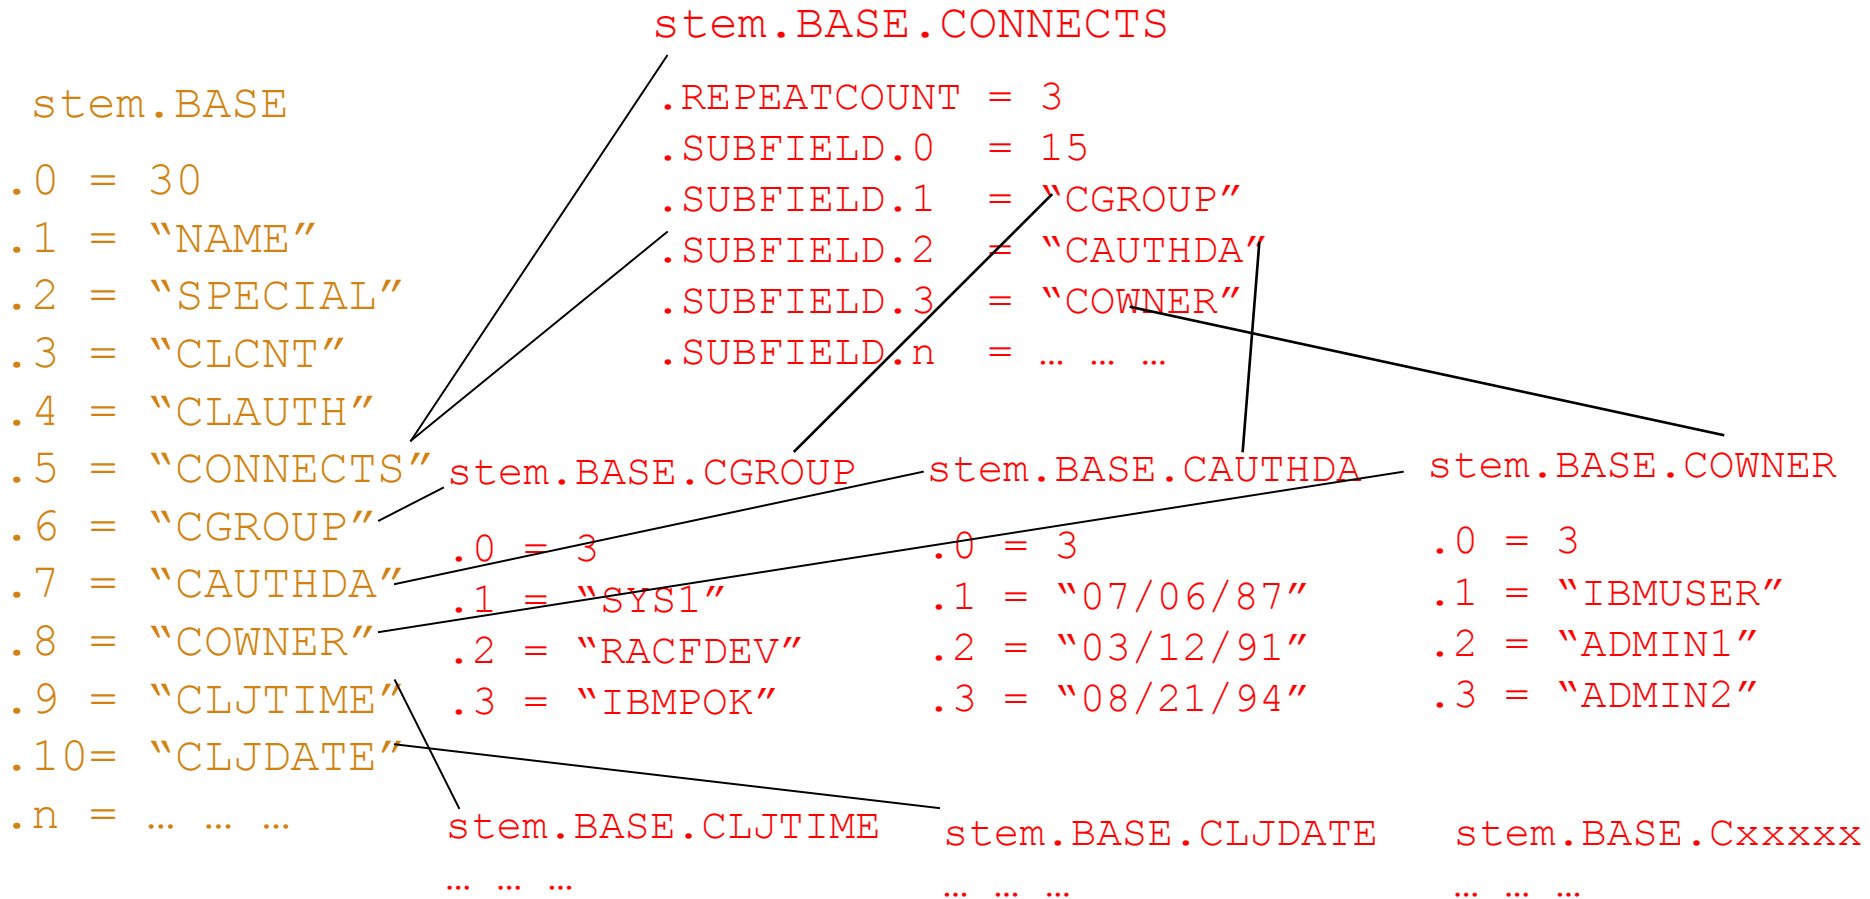 stem.BASE.CONNECTS
.REPEATCOUNT = 3
.SUBFIELD.0 = 15
.SUBFIELD.1 = “CGROUP”
.SUBFIELD.2 = “CAUTHDA”
.SUBFIELD.3 = “COWNER”
.SUBFIELD.n = … … …
stem.BASE
.0 = 30
.1 = “NAME”
.2 = “SPECIAL”
.3 = “CLCNT”
.4 = “CLAUTH”
.5 = “CONNECTS”
.6 = “CGROUP”
.7 = “CAUTHDA”
.8 = “COWNER”
.9 = “CLJTIME”
.10= “CLJDATE”
.n = … … …
stem.BASE.CGROUP
.0 = 3
.1 = “SYS1”
.2 = “RACFDEV”
.3 = “IBMPOK”
stem.BASE.CAUTHDA
.0 = 3
.1 = “07/06/87”
.2 = “03/12/91”
.3 = “08/21/94”
stem.BASE.COWNER
.0 = 3
.1 = “IBMUSER”
.2 = “ADMIN1”
.3 = “ADMIN2”
stem.BASE.CLJTIME
… … …
stem.BASE.CLJDATE
… … …
stem.BASE.Cxxxxx
… … …